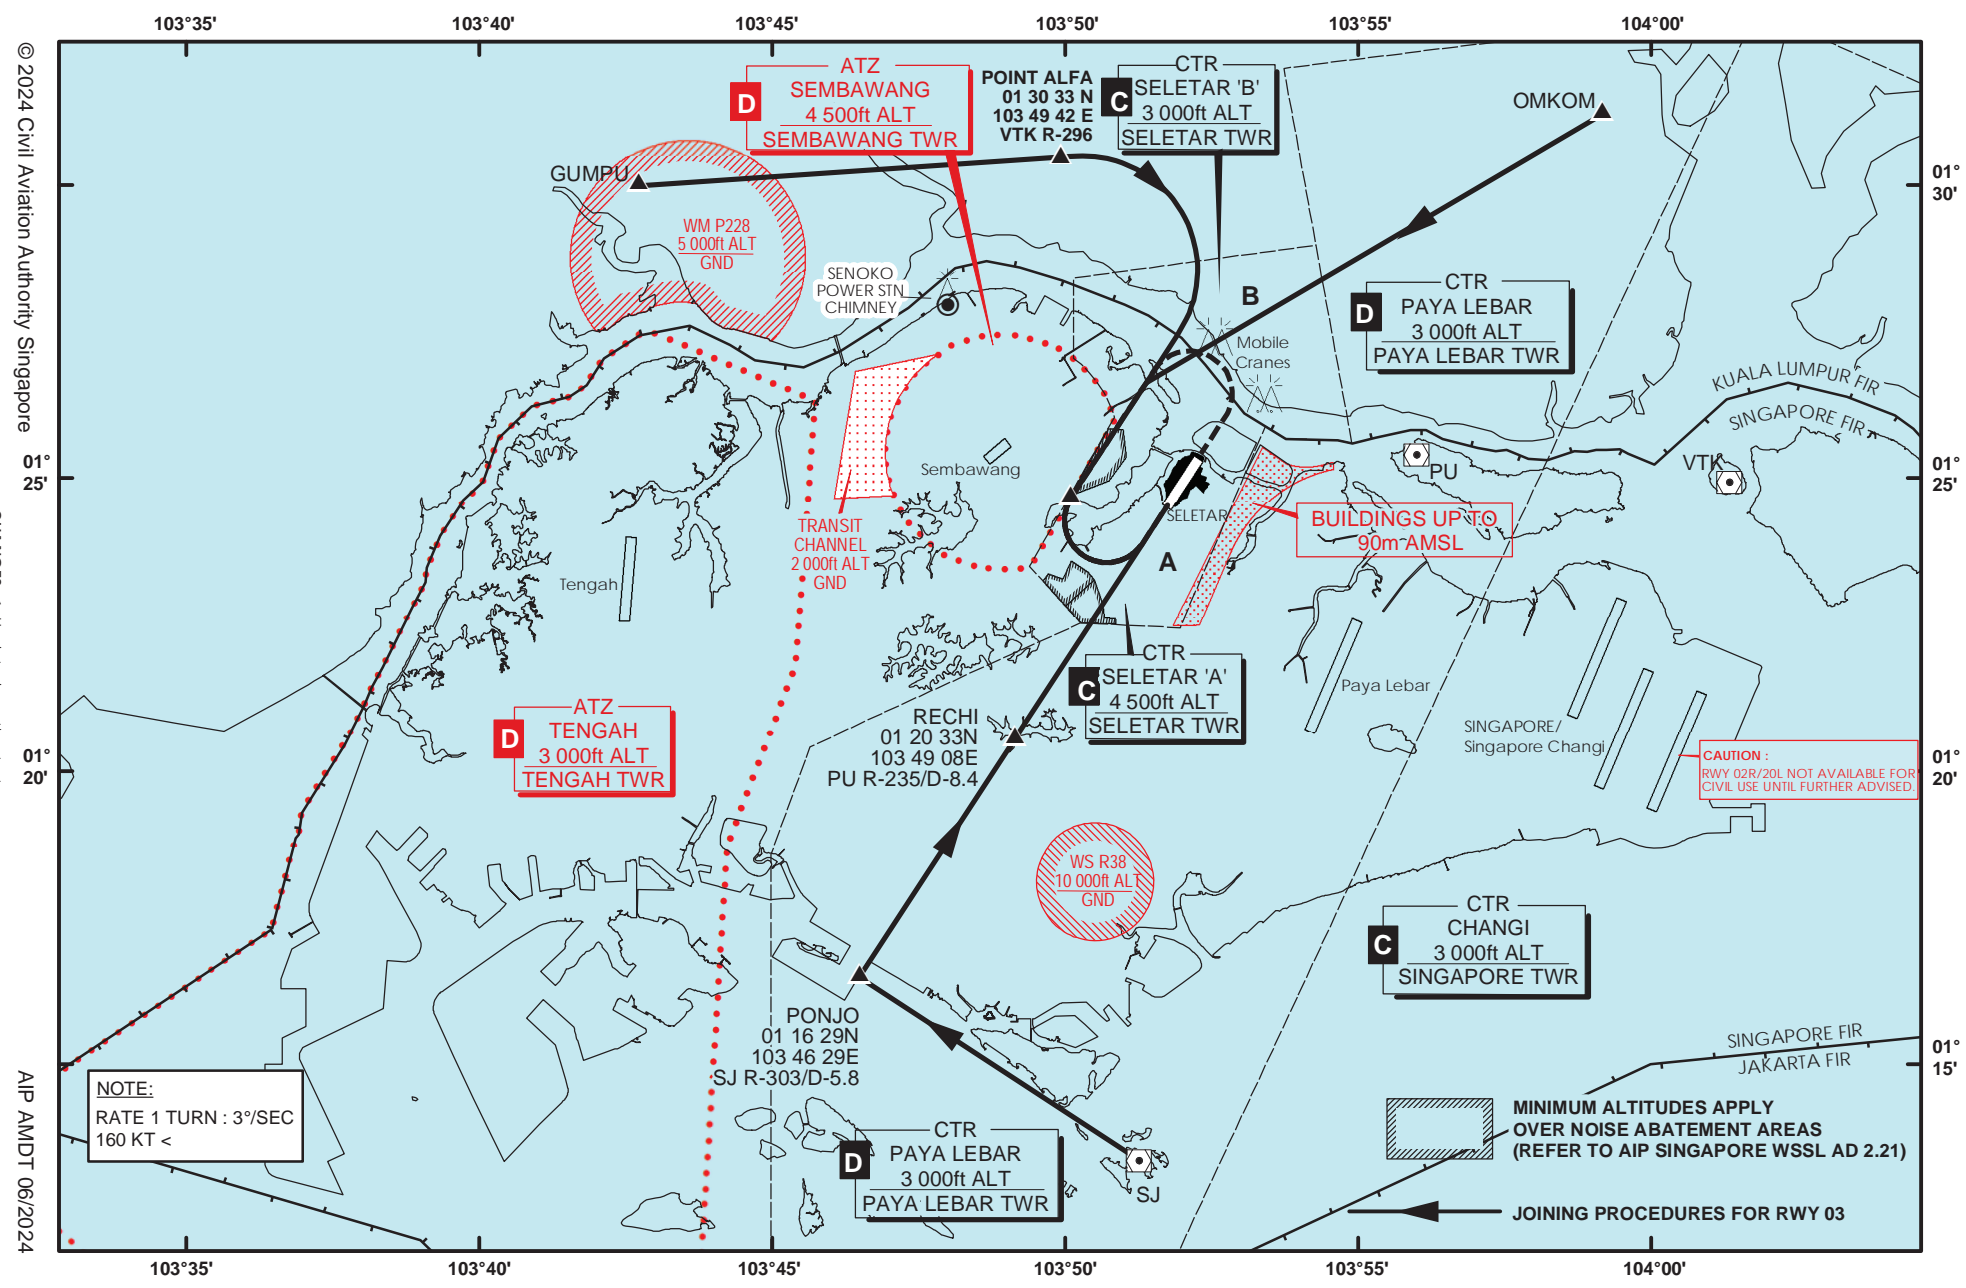 103°35'
103°40'
103°45'
103°50'
103°55'
104°00'
© 2024 Civil Aviation Authority Singapore
ATZ
D
SEMBAWANG
4 500ft ALT
SEMBAWANG TWR
POINT ALFA
01 30 33 N
103 49 42 E
VTK R-296
CTR
C
SELETAR 'B'
3 000ft ALT
SELETAR TWR
OMKOM
GUMPU
01°
30'
WM P228
5 000ft ALT
GND
SENOKO
POWER STN
CHIMNEY
B
CTR
D
PAYA LEBAR
3 000ft ALT
PAYA LEBAR TWR
Mobile
Cranes
KUALA LUMPUR FIR
SINGAPORE FIR
01°
25'
Sembawang
PU
VTK
01°
25'
SELETAR
TRANSIT
CHANNEL
2 000ft ALT
GND
BUILDINGS UP TO
90m AMSL
A
Tengah
CTR
C
SELETAR 'A'
4 500ft ALT
SELETAR TWR
Paya Lebar
ATZ
D
TENGAH
3 000ft ALT
TENGAH TWR
RECHI
01 20 33N
103 49 08E
PU R-235/D-8.4
SINGAPORE/
Singapore Changi
CAUTION :
RWY 02R/20L NOT AVAILABLE FOR
CIVIL USE UNTIL FURTHER ADVISED.
01°
20'
01°
20'
WS R38
10 000ft ALT
GND
CTR
C
CHANGI
3 000ft ALT
SINGAPORE TWR
PONJO
01 16 29N
103 46 29E
SJ R-303/D-5.8
SINGAPORE FIR
JAKARTA FIR
01°
15'
NOTE:
RATE 1 TURN : 3°/SEC
160 KT <
AIP AMDT 06/2024
CTR
D
PAYA LEBAR
3 000ft ALT
PAYA LEBAR TWR
SJ
MINIMUM ALTITUDES APPLY
OVER NOISE ABATEMENT AREAS
(REFER TO AIP SINGAPORE WSSL AD 2.21)
JOINING PROCEDURES FOR RWY 03
103°35'
103°40'
103°45'
103°50'
103°55'
104°00'